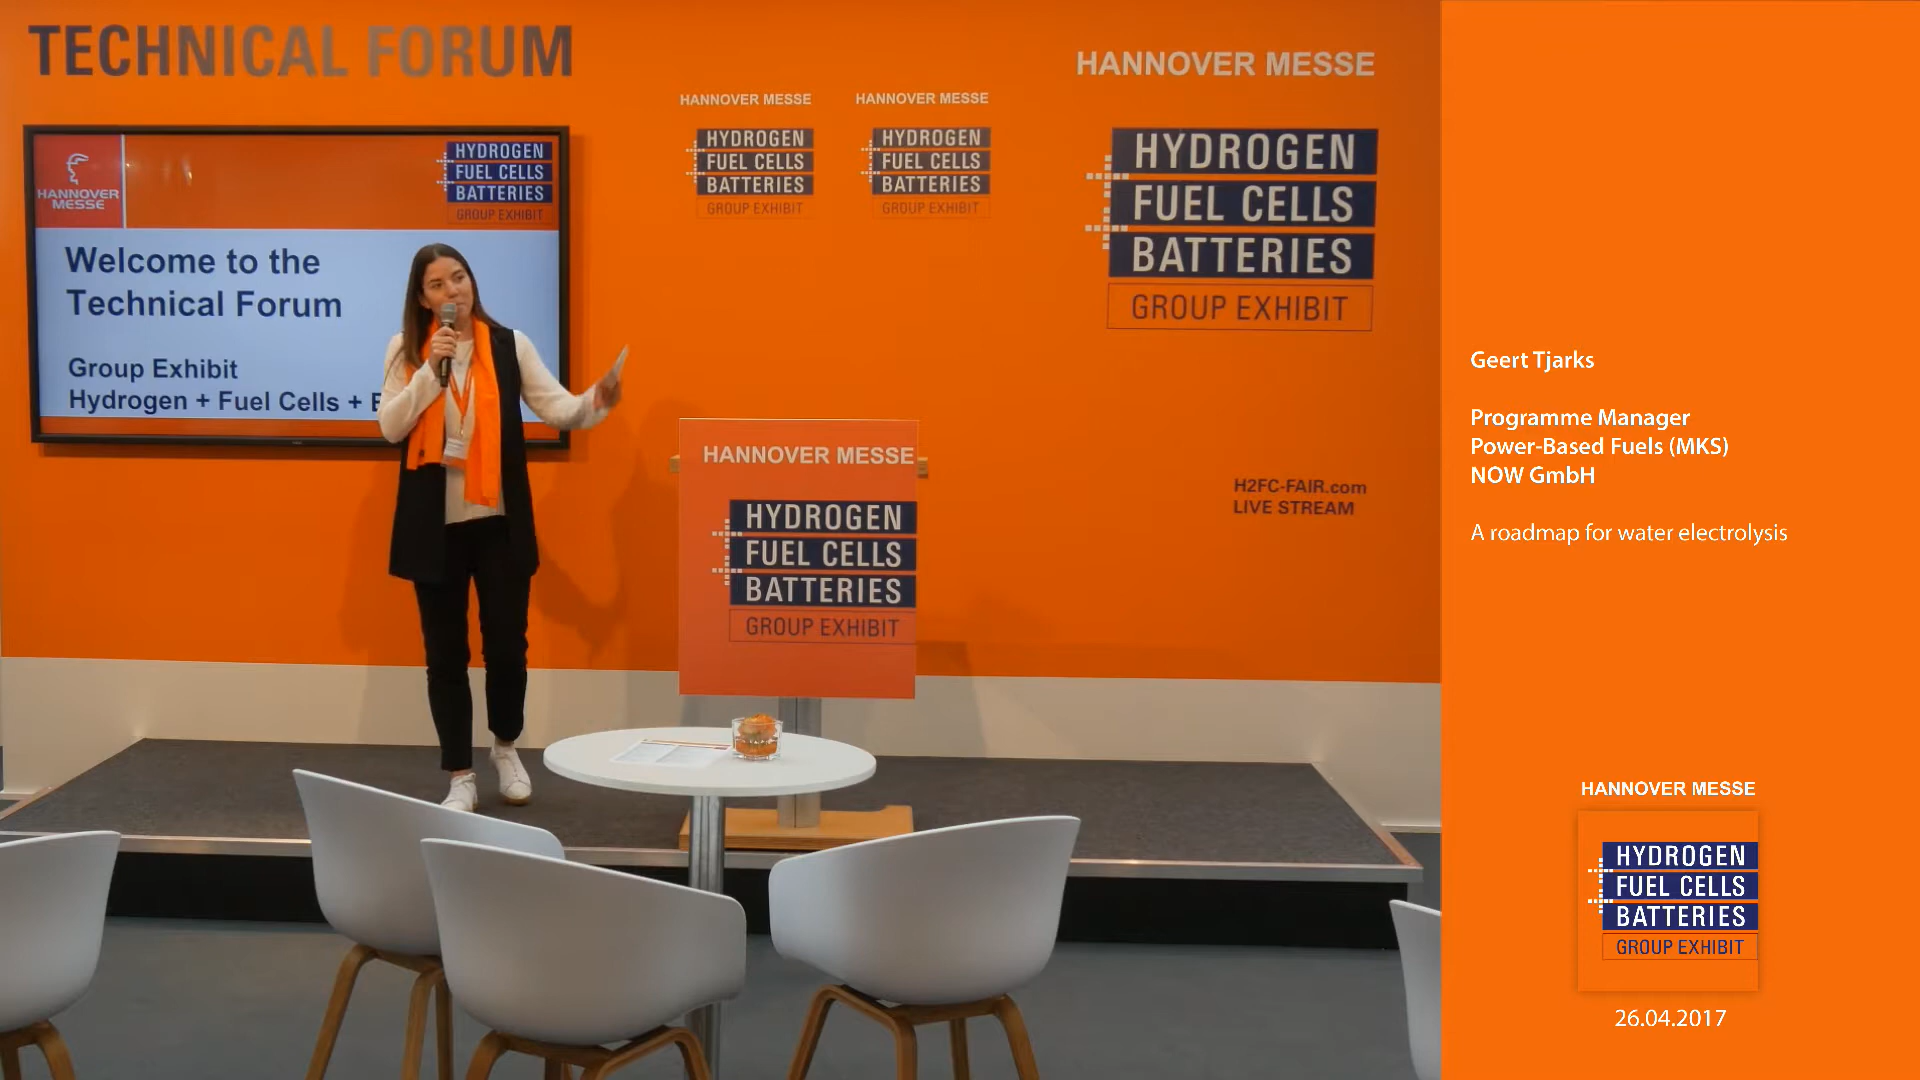 TECHNICAL FORUM
HANNOVER MESSE
HYDROGEN
FUEL CELLS
BATTERIES
GROUP EXHIBIT
Welcome to the
Technical Forum
Group Exhibit
Hydrogen + Fuel Cells +
HANNOVER MESSE
HYDROGEN
FUEL CELLS
BATTERIES
GROUP EXHIBIT
HANNOVER MESSE
HYDROGEN
FUEL CELLS
BATTERIES
GROUP EXHIBIT
HANNOVER MESSE
HYDROGEN
FUEL CELLS
BATTERIES
GROUP EXHIBIT
H2FC-FAIR.com
LIVE STREAM
HANNOVER MESSE
HYDROGEN
FUEL CELLS
BATTERIES
GROUP EXHIBIT
Geert Tjarks
Programme Manager
Power-Based Fuels (MKS)
NOW GmbH
A roadmap for water electrolysis
HANNOVER MESSE
HYDROGEN
FUEL CELLS
BATTERIES
GROUP EXHIBIT
26.04.2017